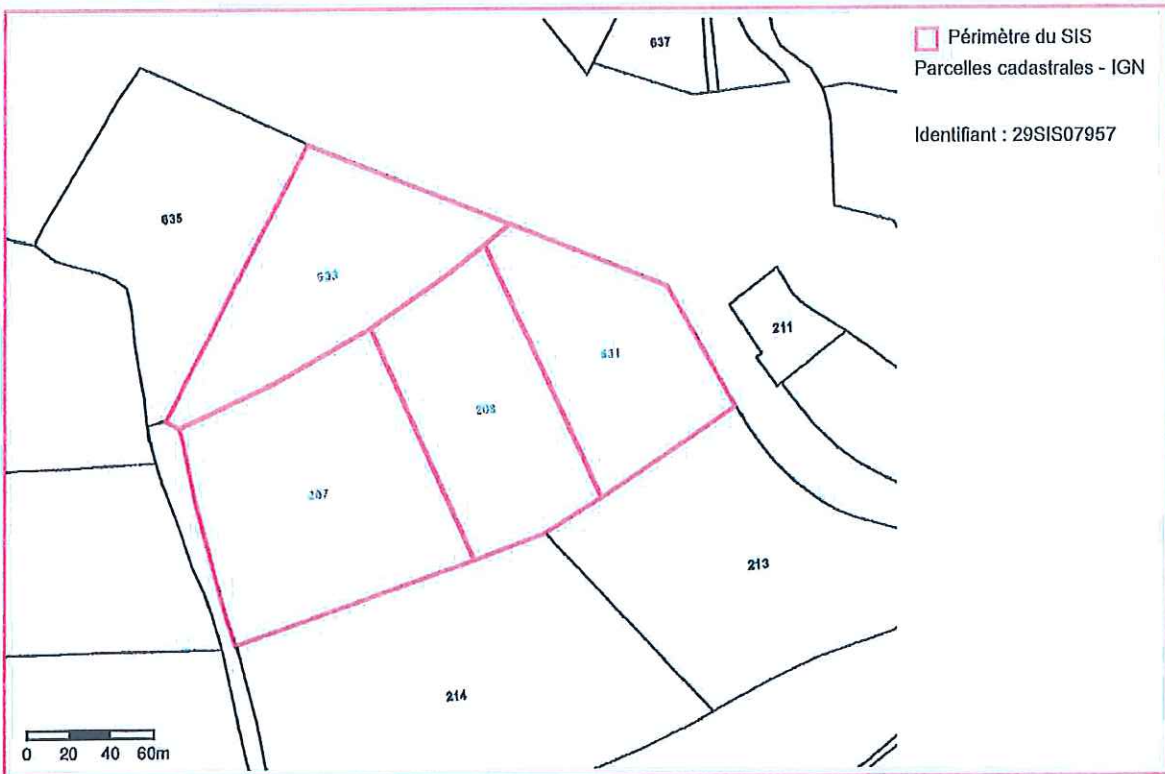 637
Périmètre du SIS
Parcelles cadastrales - IGN
Identifiant : 29SIS07957
635
633
211
631
208
207
213
214
0 20 40 60m